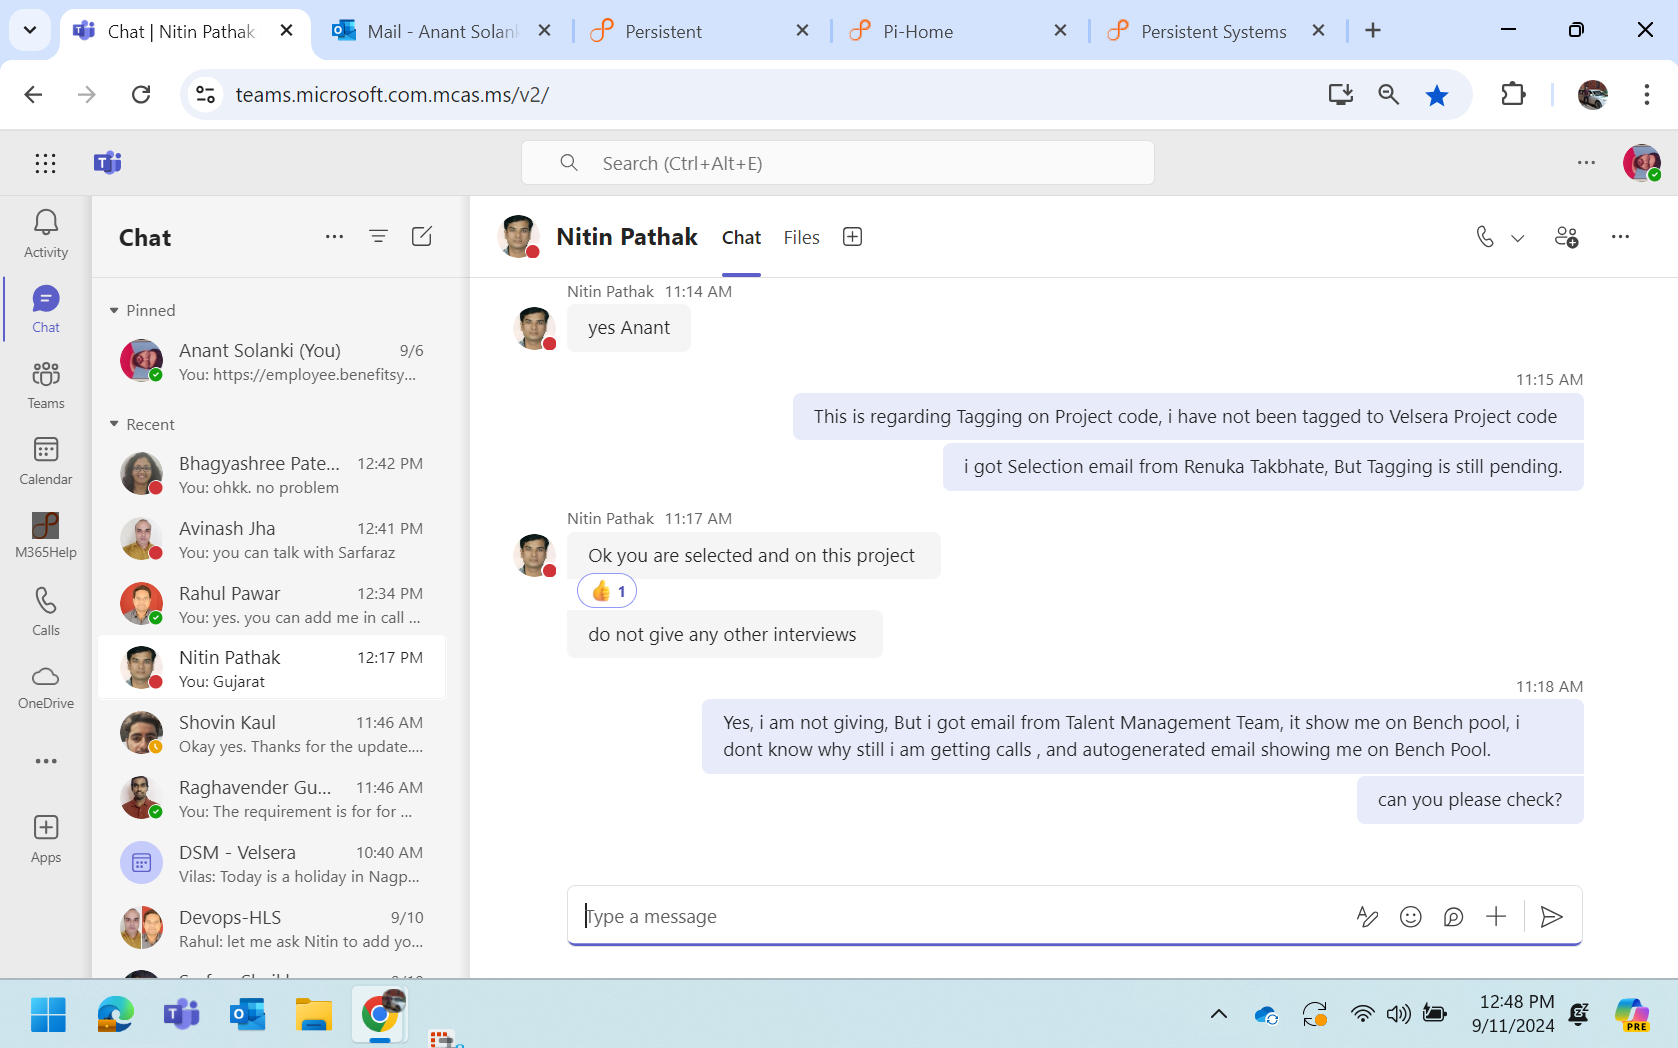 Chat | Nitin Pathak
Mail - Anant Solank
Persistent
Pi-Home
Persistent Systems
teams.microsoft.com.mcas.ms/v2/
Search (Ctrl+Alt+E)
Activity
Chat
Teams
Calendar
M365Help
Calls
OneDrive
Apps
Chat
Pinned
Anant Solanki (You) 9/6
You: https://employee.benefitsy...
Recent
Bhagyashree Pate... 12:42 PM
You: ohkk. no problem
Avinash Jha 12:41 PM
You: you can talk with Sarfaraz
Rahul Pawar 12:34 PM
You: yes. you can add me in call ...
Nitin Pathak 12:17 PM
You: Gujarat
Shovin Kaul 11:46 AM
Okay yes. Thanks for the update....
Raghavender Gu... 11:46 AM
You: The requirement is for for ...
DSM - Velsera 10:40 AM
Vilas: Today is a holiday in Nagp...
Devops-HLS 9/10
Rahul: let me ask Nitin to add yo...
Nitin Pathak Chat Files
Nitin Pathak 11:14 AM
yes Anant
11:15 AM
This is regarding Tagging on Project code, i have not been tagged to Velsera Project code
i got Selection email from Renuka Takbhate, But Tagging is still pending.
Nitin Pathak 11:17 AM
Ok you are selected and on this project
1
do not give any other interviews
11:18 AM
Yes, i am not giving, But i got email from Talent Management Team, it show me on Bench pool, i
dont know why still i am getting calls , and autogenerated email showing me on Bench Pool.
can you please check?
Type a message
12:48 PM
9/11/2024
PRE